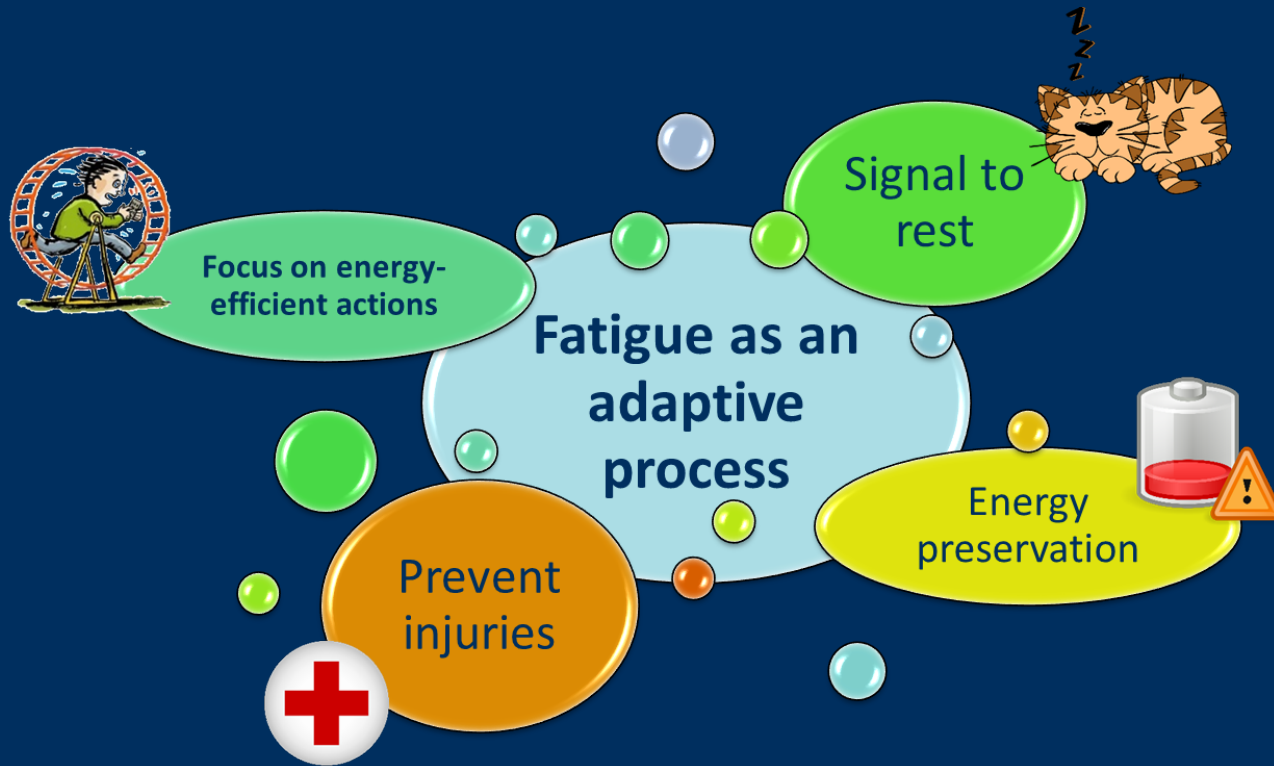 Z
Z
Z
Signal to
rest
Focus on energy-
efficient actions
Fatigue as an
adaptive
process
Energy
preservation
!
Prevent
injuries